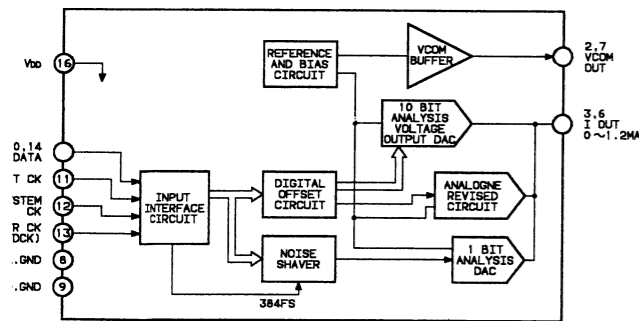 VDD
16
REFERENCE
AND BIAS
CIRCUIT
VCOM
BUFFER
2,7
VCOM
OUT
10 BIT
ANALYSIS
VOLTAGE
OUTPUT DAC
3,6
I OUT
0~1.2MA
0,14
DATA
11
T CK
12
STEM
CK
13
R CK
DCK)
8
.GND
9
.GND
INPUT
INTERFACE
CIRCUIT
DIGITAL
OFFSET
CIRCUIT
ANALOGNE
REVISED
CIRCUIT
NOISE
SHAVER
1 BIT
ANALYSIS
DAC
384FS